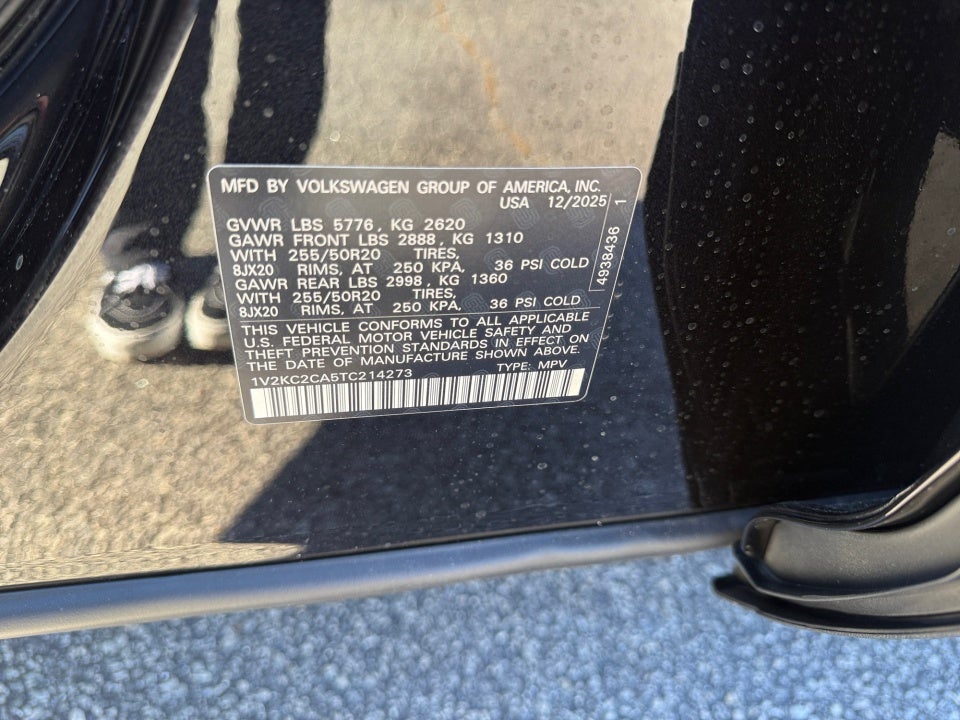 MFD BY VOLKSWAGEN GROUP OF AMERICA, INC.
USA 12/2025
GVWR LBS 5776, KG 2620
GAWR FRONT LBS 2888, KG 1310
WITH 255/50R20 TIRES,
8JX20 RIMS, AT 250 KPA, 36 PSI COLD
GAWR REAR LBS 2998, KG 1360
WITH 255/50R20 TIRES,
8JX20 RIMS, AT 250 KPA, 36 PSI COLD
THIS VEHICLE CONFORMS TO ALL APPLICABLE
U.S. FEDERAL MOTOR VEHICLE SAFETY AND
THEFT PREVENTION STANDARDS IN EFFECT ON
THE DATE OF MANUFACTURE SHOWN ABOVE.
1V2KC2CA5TC214273 TYPE: MPV
4938436 1